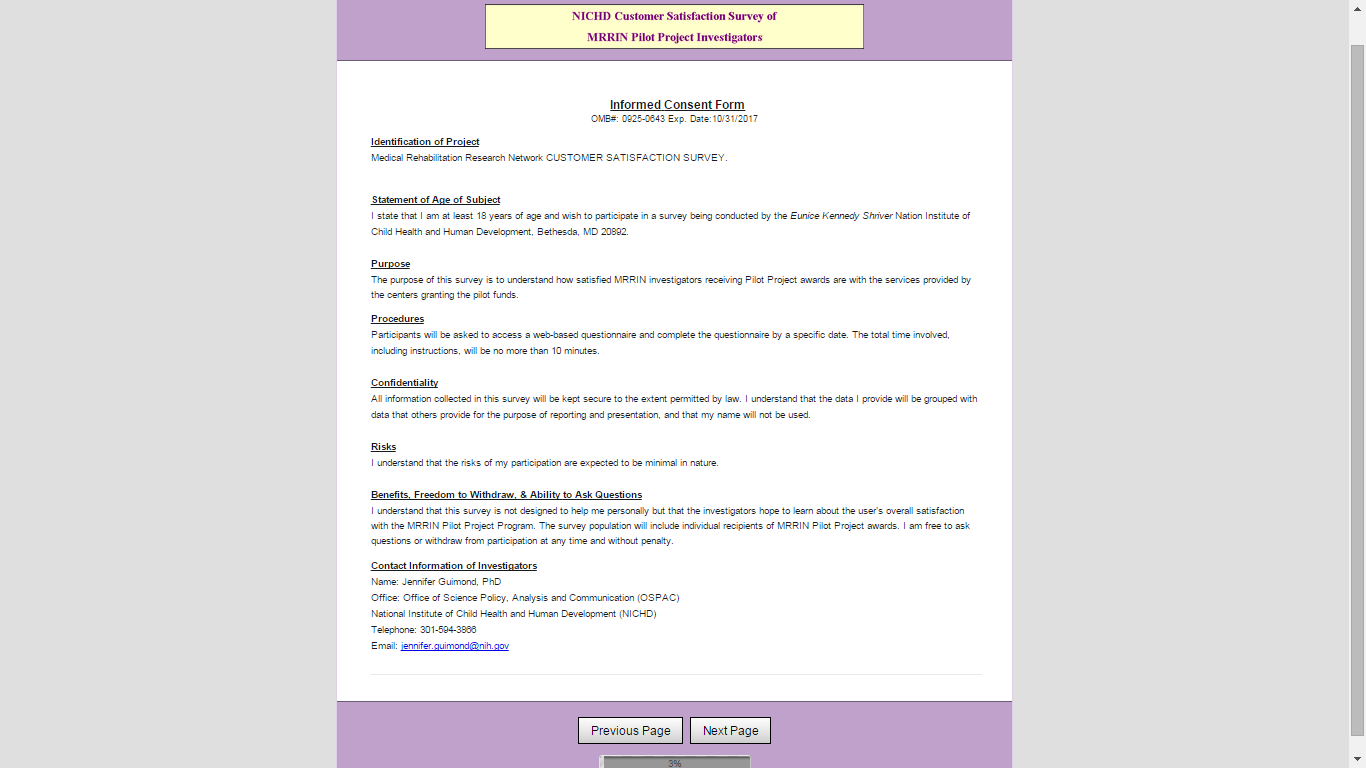 NICHD Customer Satisfaction Survey of
MRRIN Pilot Project Investigators
Informed Consent Form
OMB#: 0925-0643 Exp. Date:10/31/2017
Identification of Project
Medical Rehabilitation Research Network CUSTOMER SATISFACTION SURVEY.
Statement of Age of Subject
I state that I am at least 18 years of age and wish to participate in a survey being conducted by the Eunice Kennedy Shriver Nation Institute of
Child Health and Human Development, Bethesda, MD 20892.
Purpose
The purpose of this survey is to understand how satisfied MRRIN investigators receiving Pilot Project awards are with the services provided by
the centers granting the pilot funds.
Procedures
Participants will be asked to access a web-based questionnaire and complete the questionnaire by a specific date. The total time involved,
including instructions, will be no more than 10 minutes.
Confidentiality
All information collected in this survey will be kept secure to the extent permitted by law. I understand that the data I provide will be grouped with
data that others provide for the purpose of reporting and presentation, and that my name will not be used.
Risks
I understand that the risks of my participation are expected to be minimal in nature.
Benefits, Freedom to Withdraw, & Ability to Ask Questions
I understand that this survey is not designed to help me personally but that the investigators hope to learn about the user's overall satisfaction
with the MRRIN Pilot Project Program. The survey population will include individual recipients of MRRIN Pilot Project awards. I am free to ask
questions or withdraw from participation at any time and without penalty.
Contact Information of Investigators
Name: Jennifer Guimond, PhD
Office: Office of Science Policy, Analysis and Communication (OSPAC)
National Institute of Child Health and Human Development (NICHD)
Telephone: 301-594-3866
Email: jennifer.guimond@nih.gov
Previous Page Next Page
3%